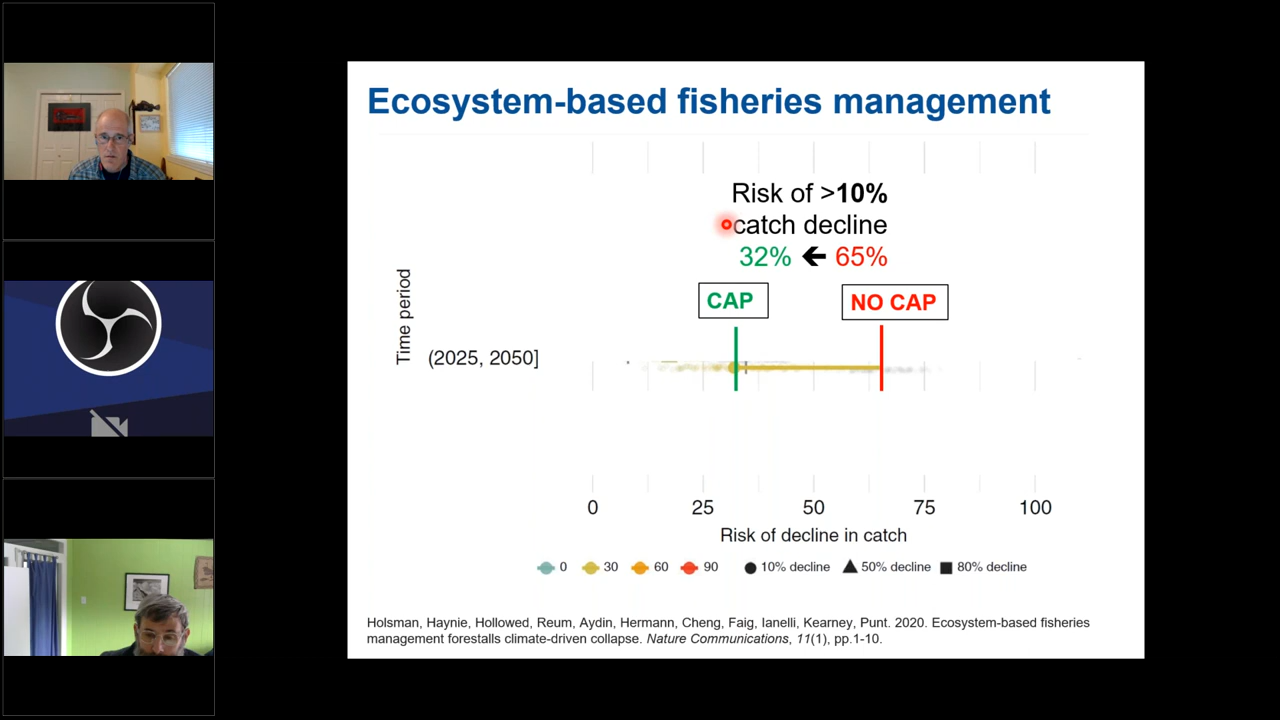 Ecosystem-based fisheries management
Risk of >10%
catch decline
32% 65%
CAP
NO CAP
Time period
(2025, 2050]
0 25 50 75 100
Risk of decline in catch
0 30 60 90 10% decline 50% decline 80% decline
Holsman, Haynie, Hollowed, Reum, Aydin, Hermann, Cheng, Faig, Ianelli, Kearney, Punt. 2020. Ecosystem-based fisheries
management forestalls climate-driven collapse. Nature Communications, 11(1), pp.1-10.